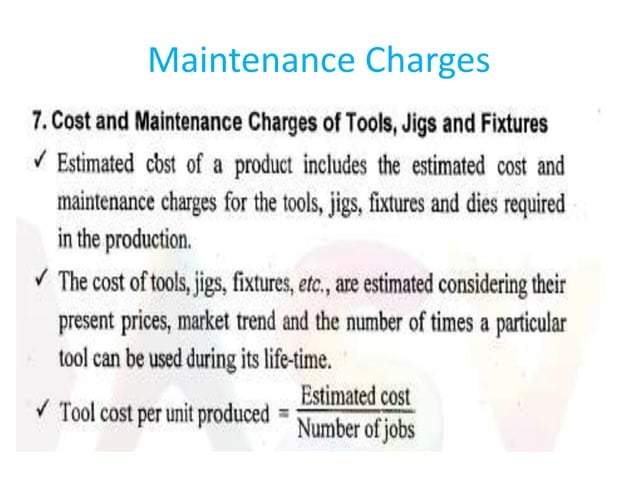 Maintenance Charges
7. Cost and Maintenance Charges of Tools, Jigs and Fixtures
✓ Estimated cost of a product includes the estimated cost and
maintenance charges for the tools, jigs, fixtures and dies required
in the production.
✓ The cost of tools, jigs, fixtures, etc., are estimated considering their
present prices, market trend and the number of times a particular
tool can be used during its life-time.
✓ Tool cost per unit produced = Estimated cost
Number of jobs